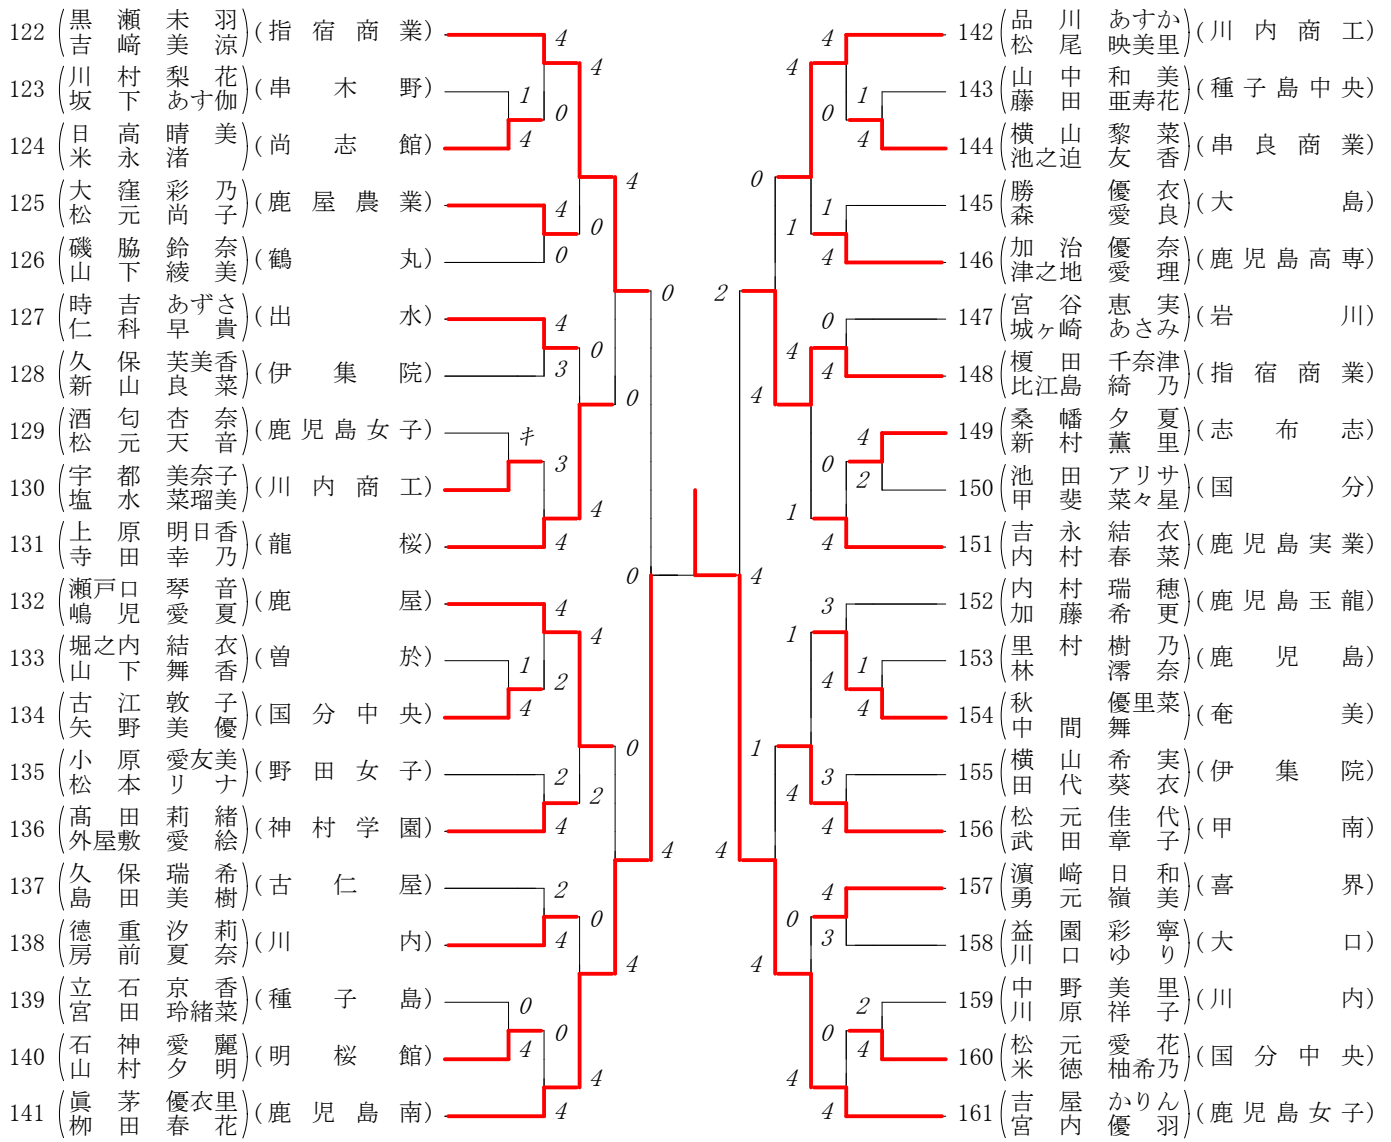 122 黒瀬未羽 吉﨑美涼 (指宿商業)
123 川村梨花 坂下あす伽 (串木野)
124 日高晴美 米永渚 (尚志館)
125 大窪彩乃 松元尚子 (鹿屋農業)
126 磯脇鈴奈 山下綾美 (鶴丸)
127 時吉あずさ 仁科早貴 (出水)
128 久保芙美香 新山良菜 (伊集院)
129 酒匂杏奈 松元天音 (鹿児島女子)
130 宇都美奈子 塩水菜瑠美 (川内商工)
131 上原明日香 寺田幸乃 (龍桜)
132 瀬戸口琴音 嶋児愛夏 (鹿屋)
133 堀之内結衣 山下舞香 (曽於)
134 古江敦子 矢野美優 (国分中央)
135 小原愛友美 松本リナ (野田女子)
136 髙田莉緒 外屋敷愛絵 (神村学園)
137 久保瑞希 島田美樹 (古仁屋)
138 德重汐莉 房前夏奈 (川内)
139 立石京香 宮田玲緒菜 (種子島)
140 石神愛麗 山村夕明 (明桜館)
141 眞茅優衣里 栁田春花 (鹿児島南)
4 4
1 0
4
4 4
0 0
0
4 0
3
キ 3
0
4 4
0
4 4
1 2
4
0
2 2
4
4
2 0
4
4
0 0
4
4 4
142 品川あすか 松尾映美里 (川内商工)
143 山中和美 藤田亜寿花 (種子島中央)
144 横山黎菜 池之迫友香 (串良商業)
145 勝優衣 森愛良 (大島)
146 加治優奈 津之地愛理 (鹿児島高専)
147 宮谷恵実 城ヶ崎あさみ (岩川)
148 榎田千奈津 比江島綺乃 (指宿商業)
149 桑幡夕夏 新村薫里 (志布志)
150 池田アリサ 甲斐菜々星 (国分)
151 吉永結衣 内村春菜 (鹿児島実業)
152 内村瑞穂 加藤希更 (鹿児島玉龍)
153 里村樹乃 林澪奈 (鹿児島)
154 秋優里菜 中間舞 (奄美)
155 横山希実 田代葵衣 (伊集院)
156 松元佳代 武田章子 (甲南)
157 濵﨑日和 勇元嶺美 (喜界)
158 益園彩寧 川口ゆり (大口)
159 中野美里 川原祥子 (川内)
160 松元愛花 米徳柚希乃 (国分中央)
161 吉屋かりん 宮内優羽 (鹿児島女子)
4 4
1 0
4
0
1 1
4
2
0 4
4
4
4 0
2
1 4
4
3 1
1 4
4
1
3 4
4
4
4 0
3
4
2 0
4
4 4